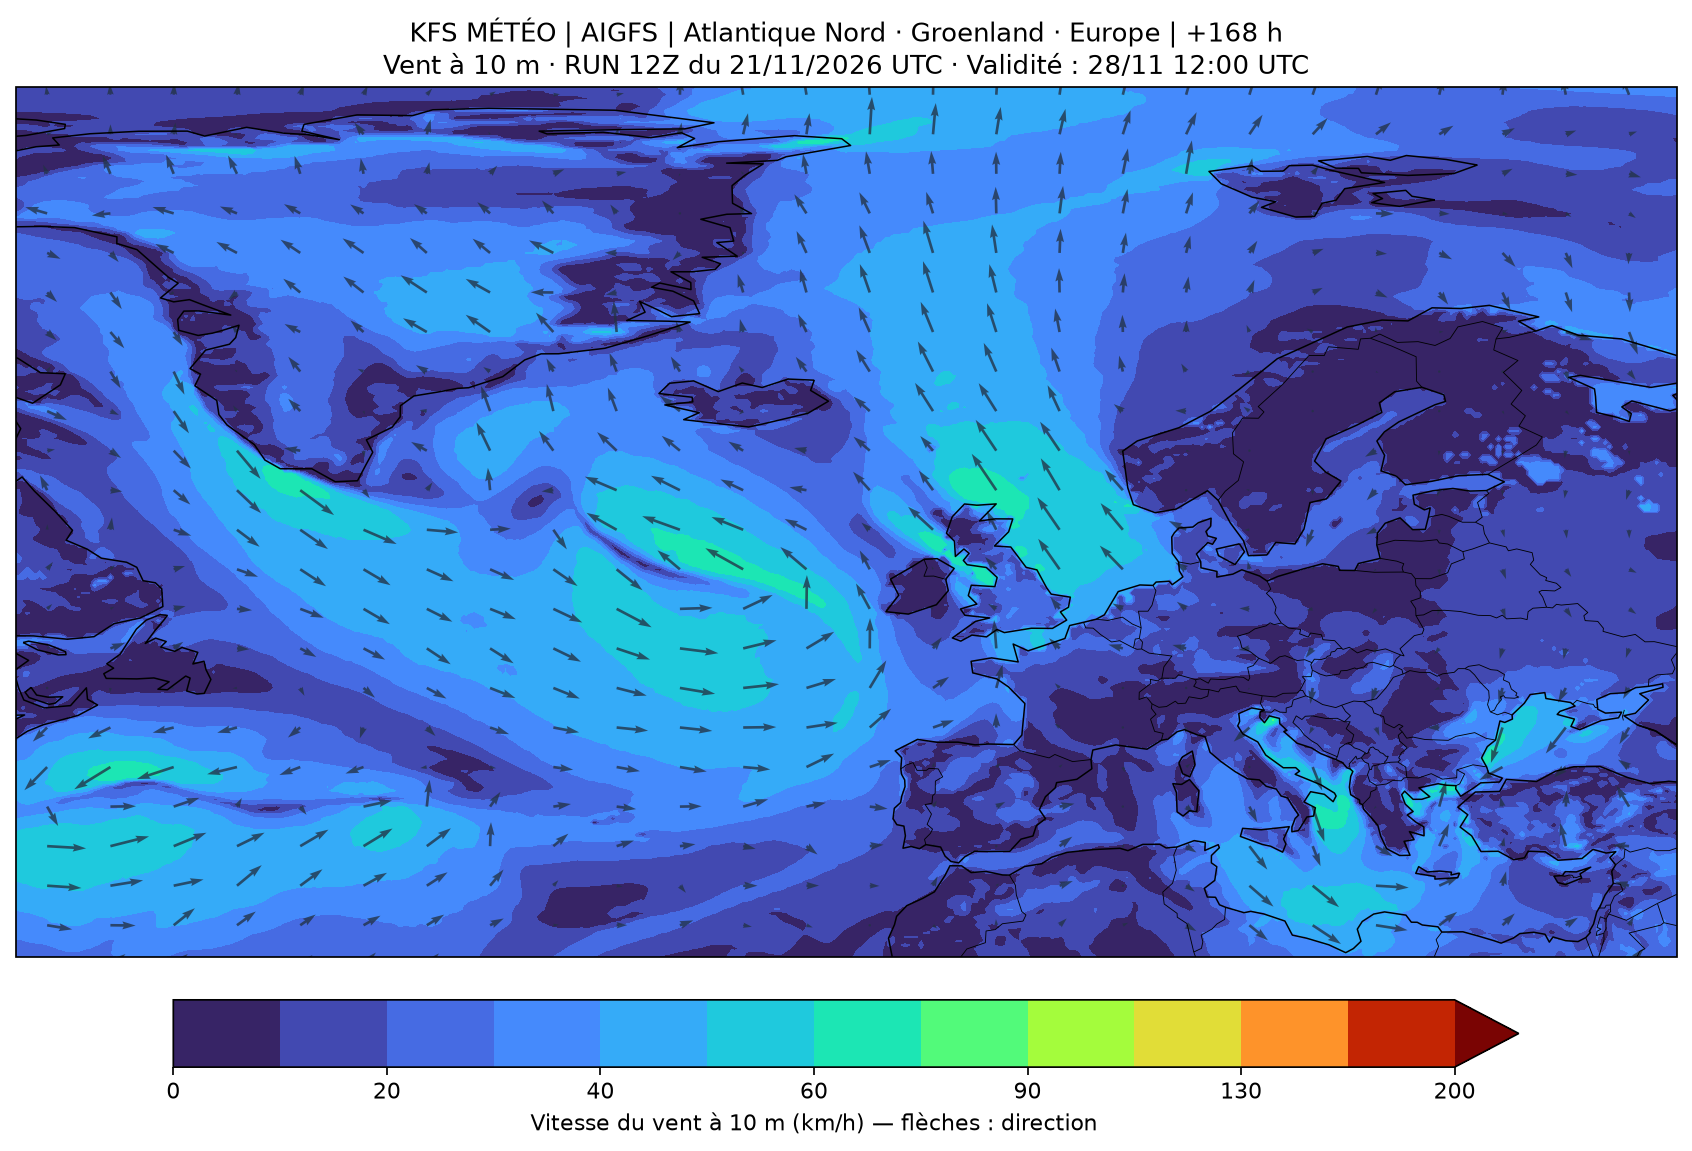 KFS MÉTÉO | AIGFS | Atlantique Nord · Groenland · Europe | +168 h
Vent à 10 m · RUN 12Z du 21/11/2026 UTC · Validité : 28/11 12:00 UTC
0 20 40 60 90 130 200
Vitesse du vent à 10 m (km/h) — flèches : direction